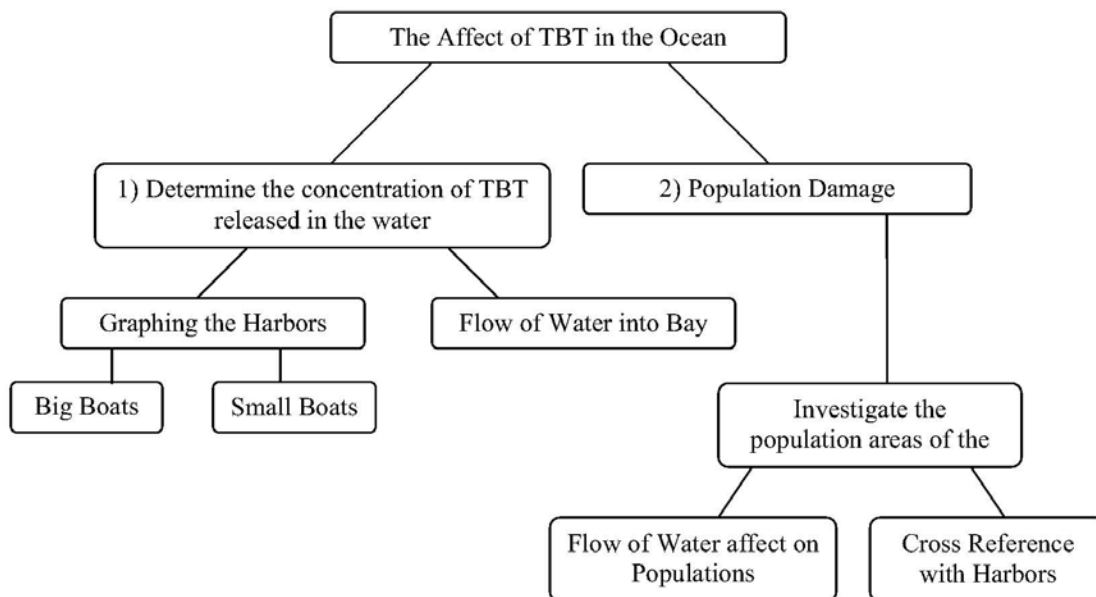 The Affect of TBT in the Ocean
1) Determine the concentration of TBT
released in the water
2) Population Damage
Graphing the Harbors
Flow of Water into Bay
Big Boats
Small Boats
Investigate the
population areas of the
Flow of Water affect on
Populations
Cross Reference
with Harbors